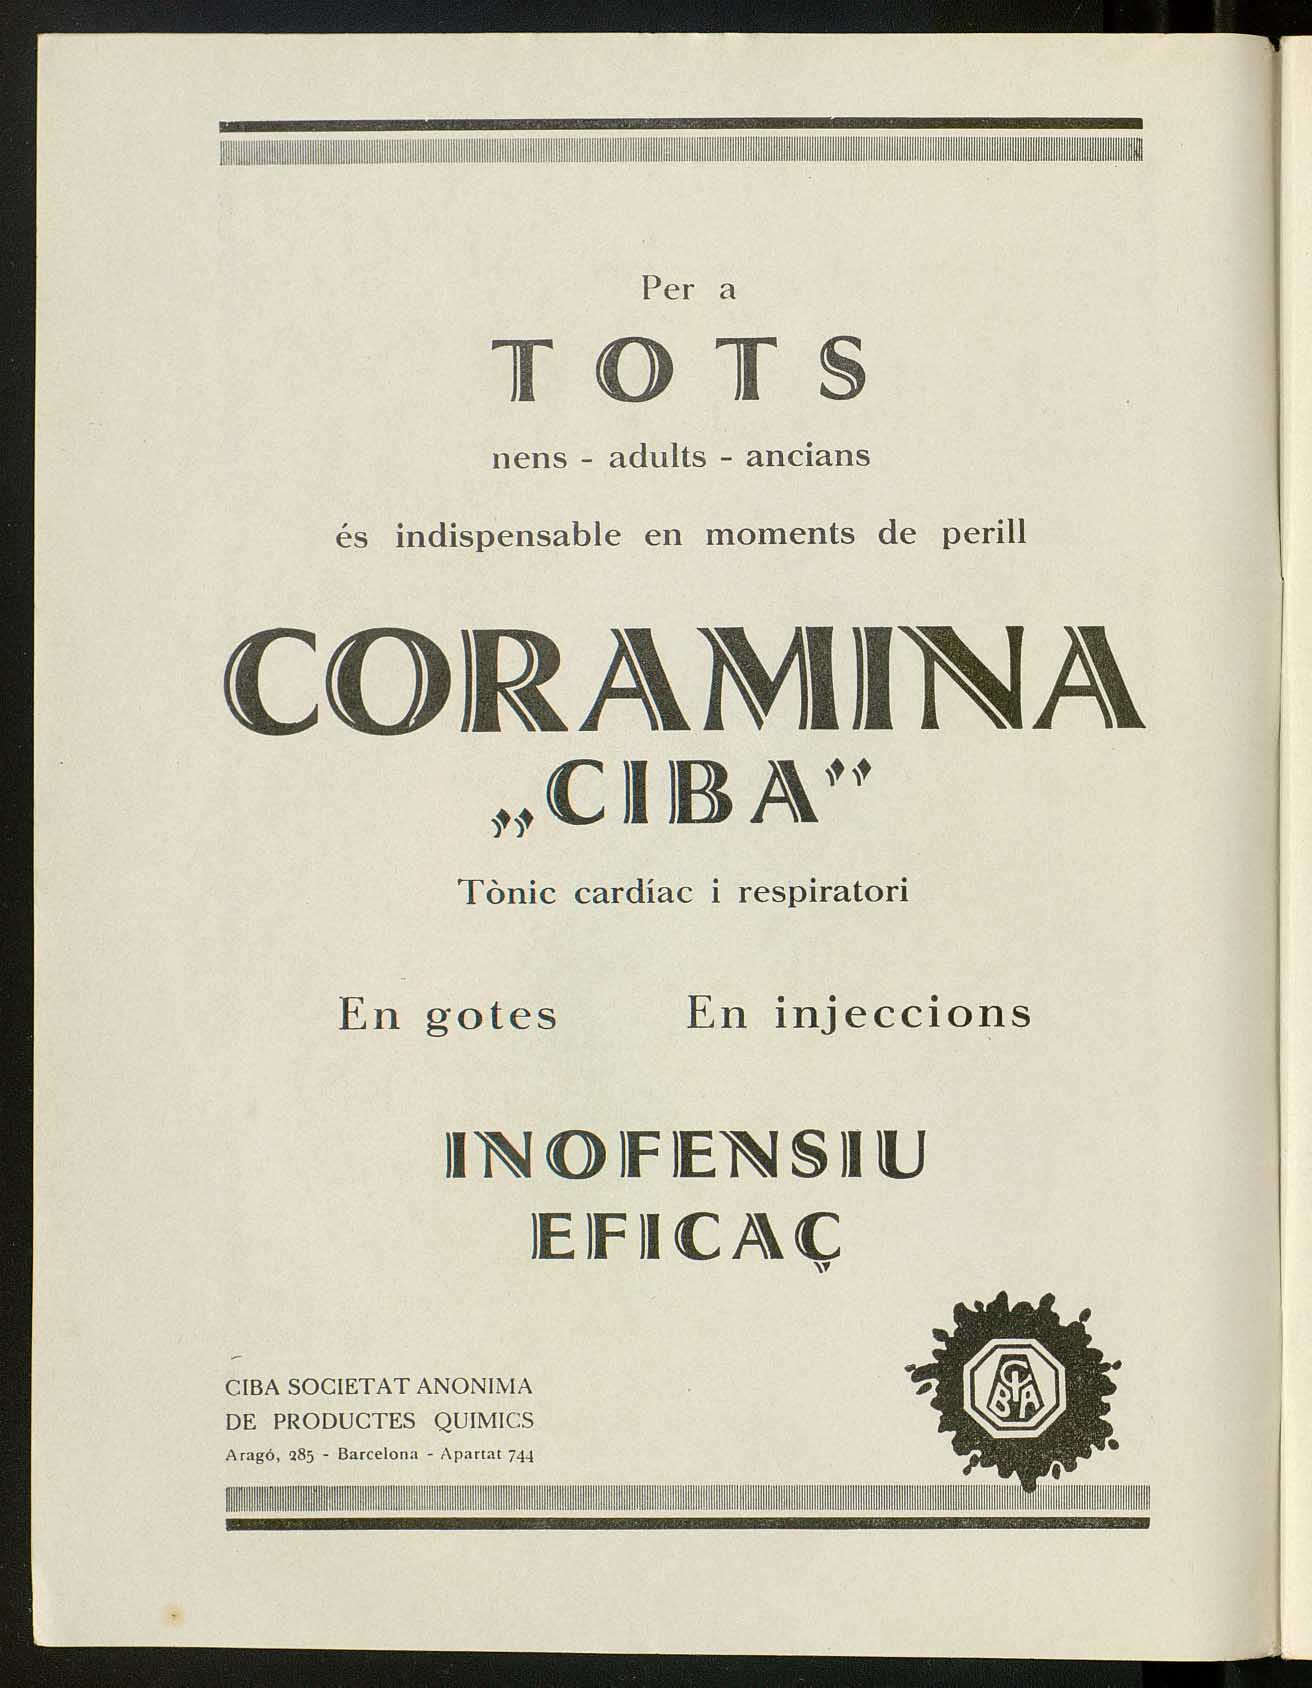 Per a
TOTS
nens - adults - ancians
és indispensable en moments de perill
CORAMINA
„CIBA”
Tònic cardíac i respiratori
En gotes En injeccions
INOFENSIU
EFICAÇ
CIBA
CIBA SOCIETAT ANONIMA
DE PRODUCTES QUIMICS
Aragó, 285 - Barcelona - Apartat 744